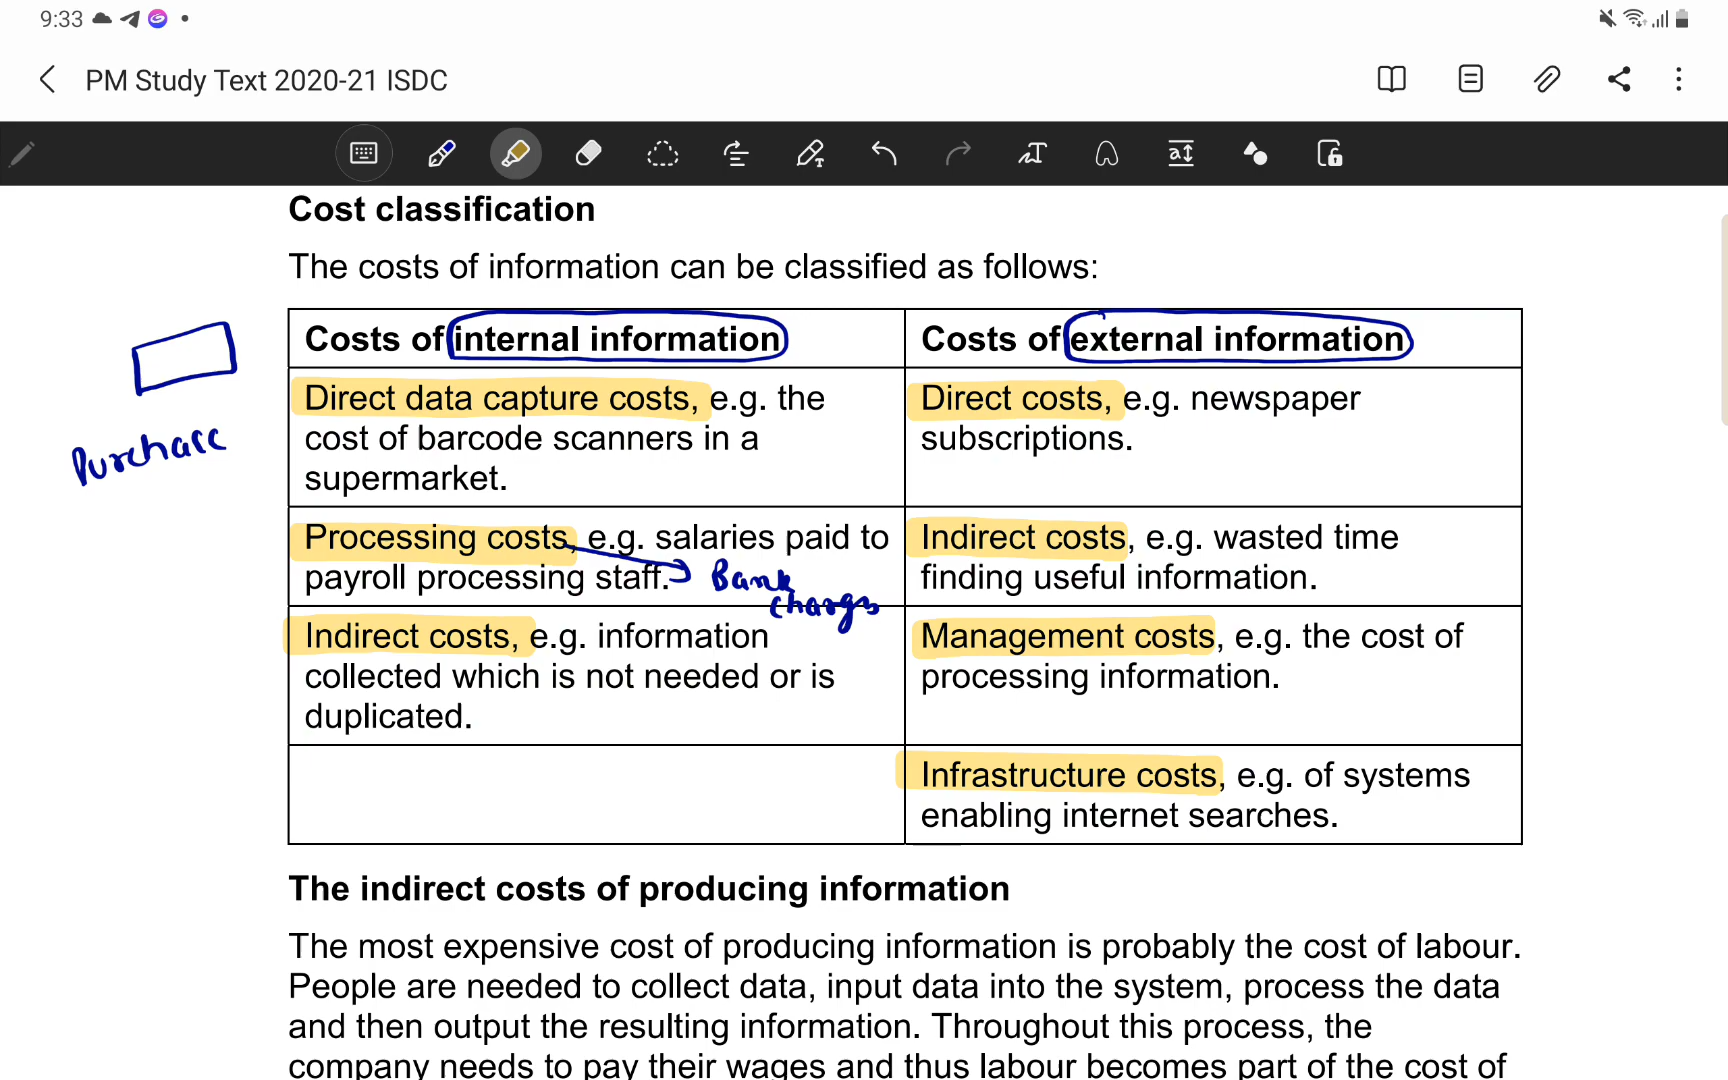 9:33
PM Study Text 2020-21 ISDC
Cost classification
The costs of information can be classified as follows:
Costs of internal information
Costs of external information
Direct data capture costs, e.g. the
cost of barcode scanners in a
supermarket.
Direct costs, e.g. newspaper
subscriptions.
Purchase
Processing costs, e.g. salaries paid to
payroll processing staff.
Bank
charges
Indirect costs, e.g. wasted time
finding useful information.
Indirect costs, e.g. information
collected which is not needed or is
duplicated.
Management costs, e.g. the cost of
processing information.
Infrastructure costs, e.g. of systems
enabling internet searches.
The indirect costs of producing information
The most expensive cost of producing information is probably the cost of labour.
People are needed to collect data, input data into the system, process the data
and then output the resulting information. Throughout this process, the
company needs to pay their wages and thus labour becomes part of the cost of